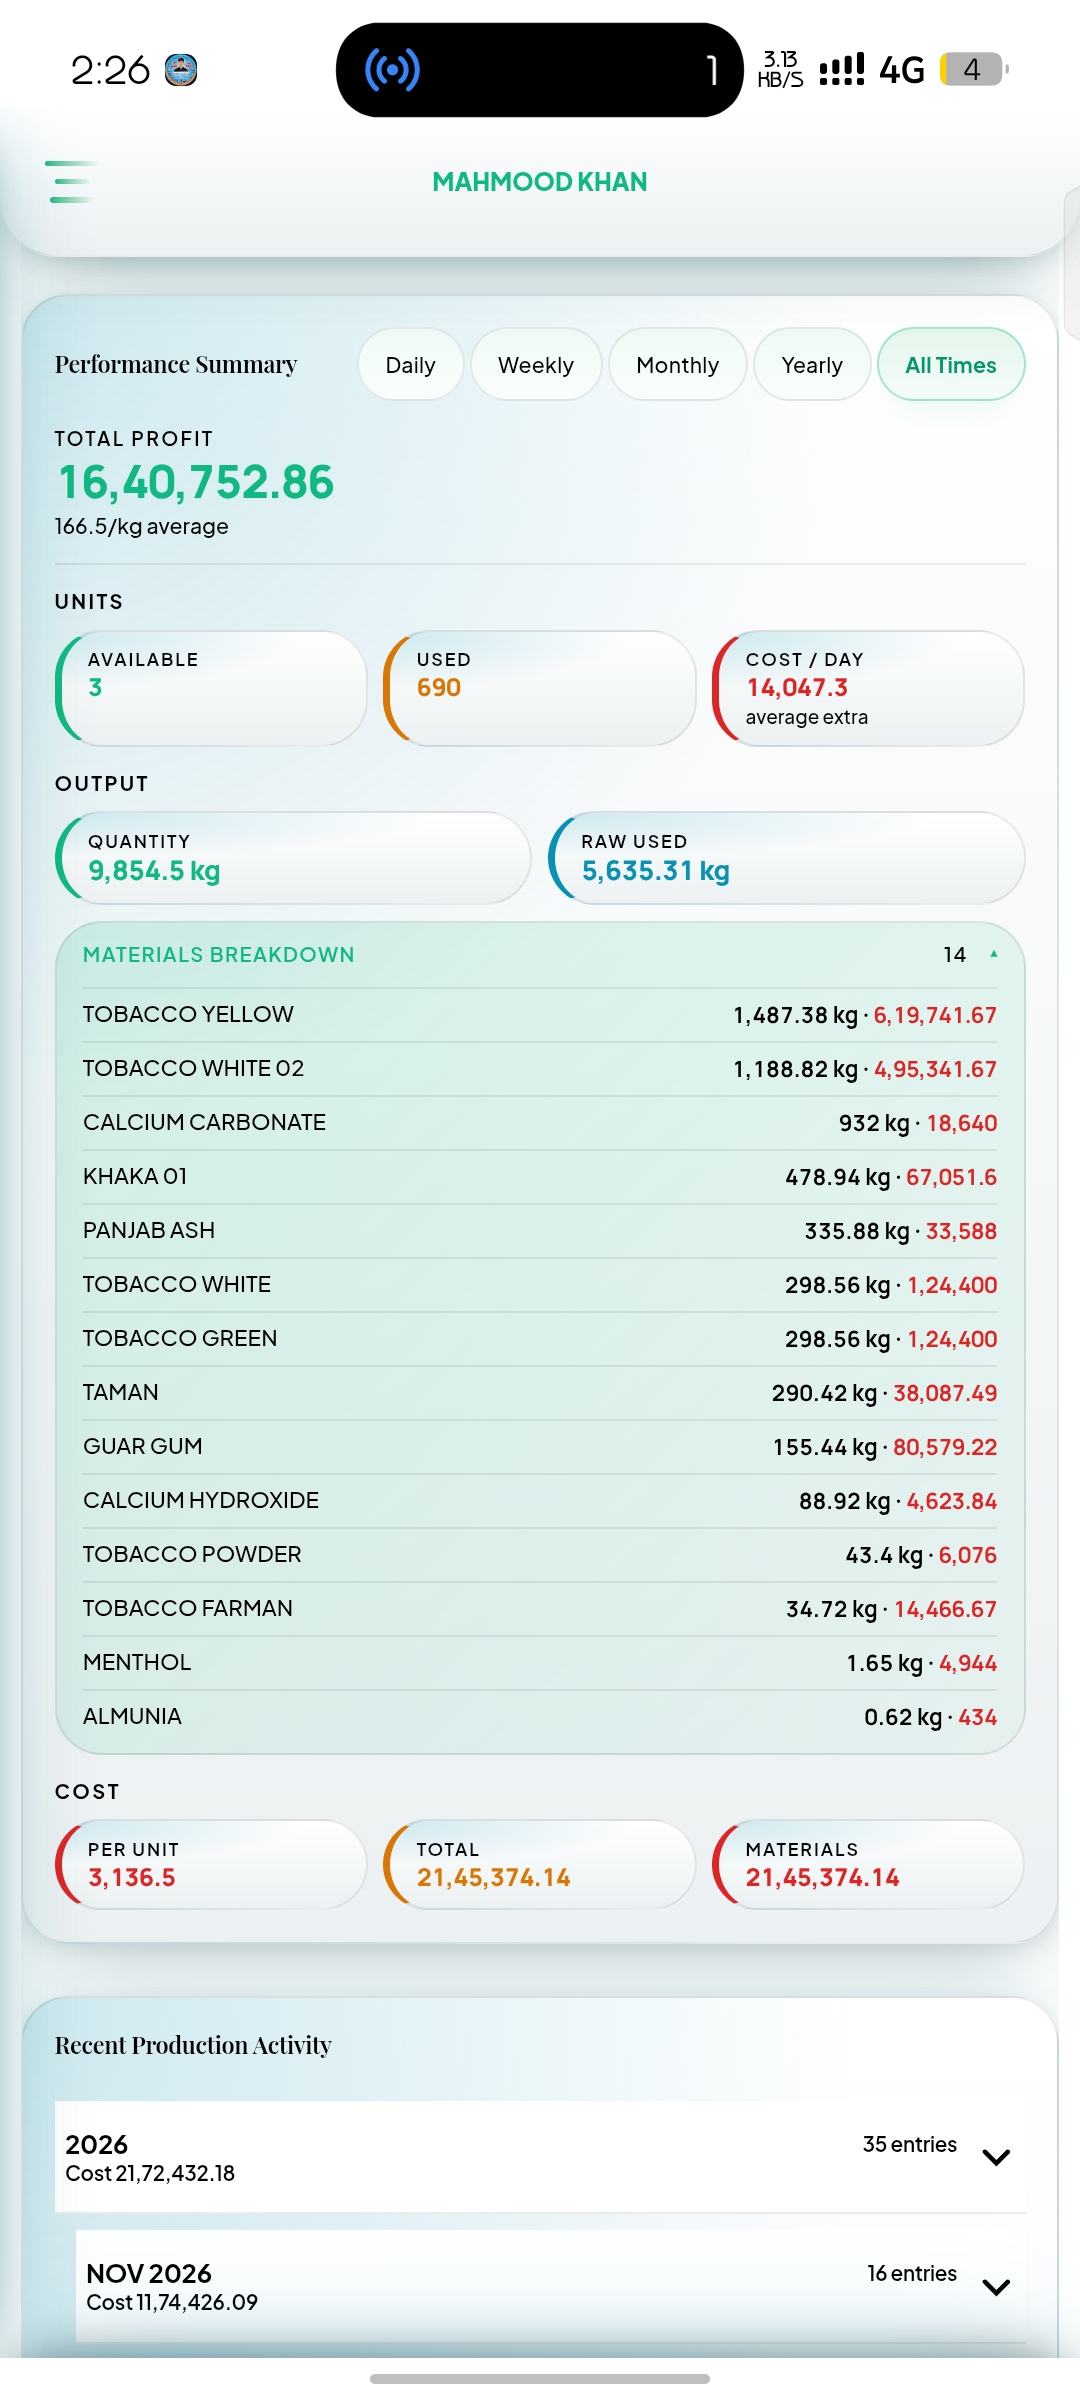 2:26
1
3.13
KB/S
4G
4
MAHMOOD KHAN
Performance Summary
Daily
Weekly
Monthly
Yearly
All Times
TOTAL PROFIT
16,40,752.86
166.5/kg average
UNITS
AVAILABLE
3
USED
690
COST / DAY
14,047.3
average extra
OUTPUT
QUANTITY
9,854.5 kg
RAW USED
5,635.31 kg
MATERIALS BREAKDOWN 14 ▲
TOBACCO YELLOW 1,487.38 kg · 6,19,741.67
TOBACCO WHITE 02 1,188.82 kg · 4,95,341.67
CALCIUM CARBONATE 932 kg · 18,640
KHAKA 01 478.94 kg · 67,051.6
PANJAB ASH 335.88 kg · 33,588
TOBACCO WHITE 298.56 kg · 1,24,400
TOBACCO GREEN 298.56 kg · 1,24,400
TAMAN 290.42 kg · 38,087.49
GUAR GUM 155.44 kg · 80,579.22
CALCIUM HYDROXIDE 88.92 kg · 4,623.84
TOBACCO POWDER 43.4 kg · 6,076
TOBACCO FARMAN 34.72 kg · 14,466.67
MENTHOL 1.65 kg · 4,944
ALMUNIA 0.62 kg · 434
COST
PER UNIT
3,136.5
TOTAL
21,45,374.14
MATERIALS
21,45,374.14
Recent Production Activity
2026 35 entries
Cost 21,72,432.18
NOV 2026 16 entries
Cost 11,74,426.09